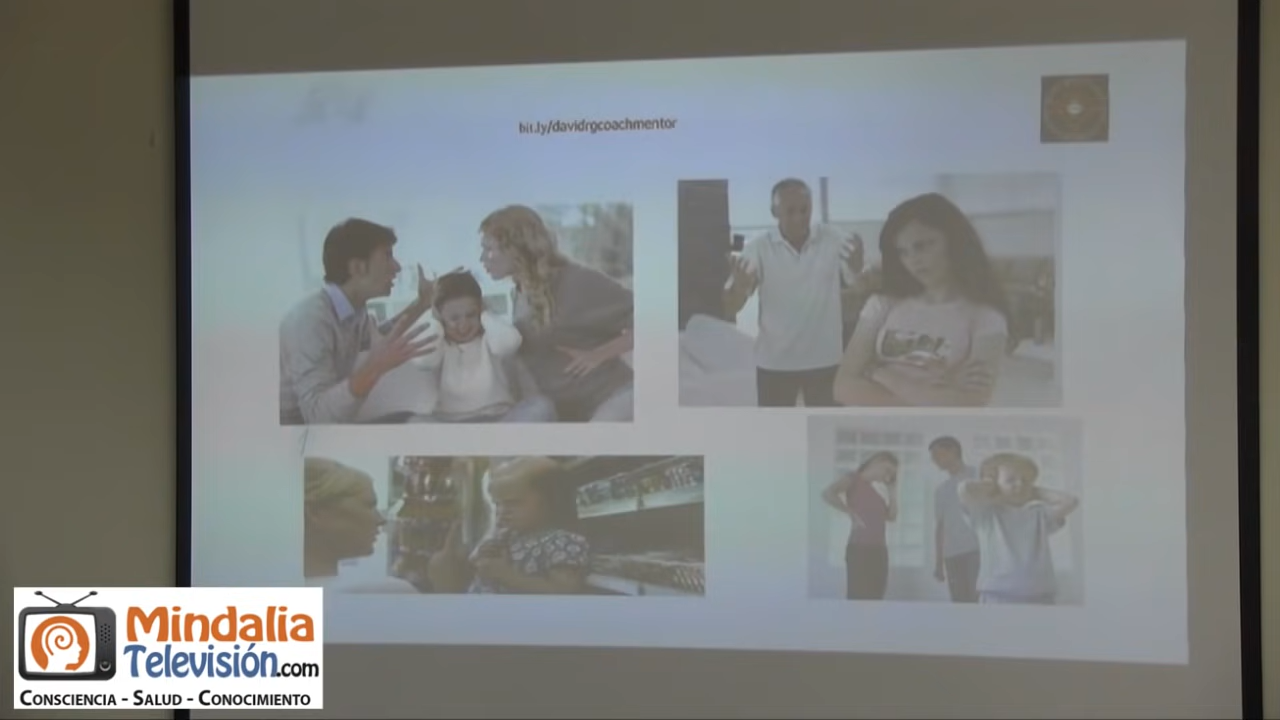 bit.ly/davidrgcoachmentor
Mindalia
Televisión.com
CONSCIENCIA - SALUD - CONOCIMIENTO